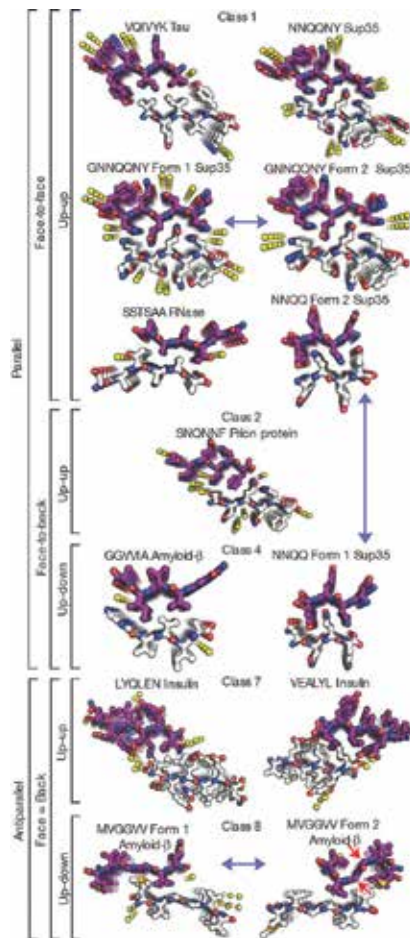 Class 1
VQIVYK Tau
NNQQNY Sup35
GNNQQNY Form 1 Sup35
GNNQQNY Form 2 Sup35
SSTSAA RNase
NNQQ Form 2 Sup35
Face-to-face
Up-up
Parallel
Class 2
SNQNNF Prion protein
Up-up
Face-to-back
GGVVIA Amyloid-β
Class 4
NNQQ Form 1 Sup35
Up-down
LYQLEN Insulin
Class 7
VEALYL Insulin
Up-up
Antiparallel
Face = Back
MVGGVV Form 1
Amyloid-β
Class 8
MVGGVV Form 2
Amyloid-β
Up-down